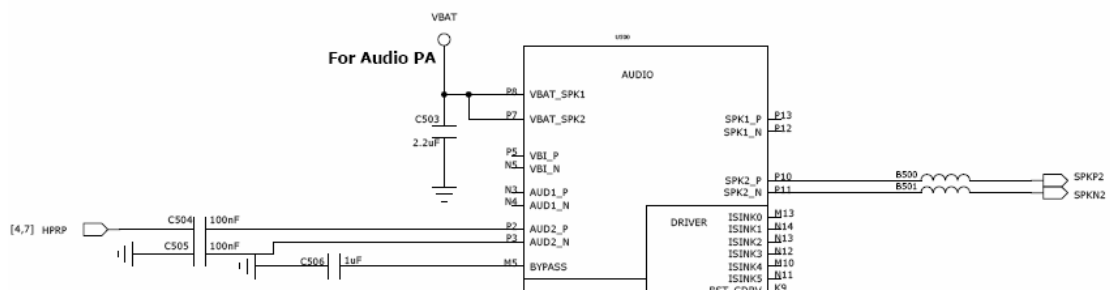 VBAT
For Audio PA
AUDIO
P8 VBAT_SPK1
P7 VBAT_SPK2
C503
2.2uF
SPK1_P P13
SPK1_N P12
P5 VBI_P
N5 VBI_N
SPK2_P P10 B500 SPKP2
SPK2_N P11 B501 SPKN2
N3 AUD1_P
N4 AUD1_N
DRIVER
[4,7] HPRP C504 100nF P2 AUD2_P
C505 100nF P3 AUD2_N
C506 1uF M5 BYPASS
ISINK0 M13
ISINK1 N14
ISINK2 N13
ISINK3 N12
ISINK4 M10
ISINK5 N11
K9